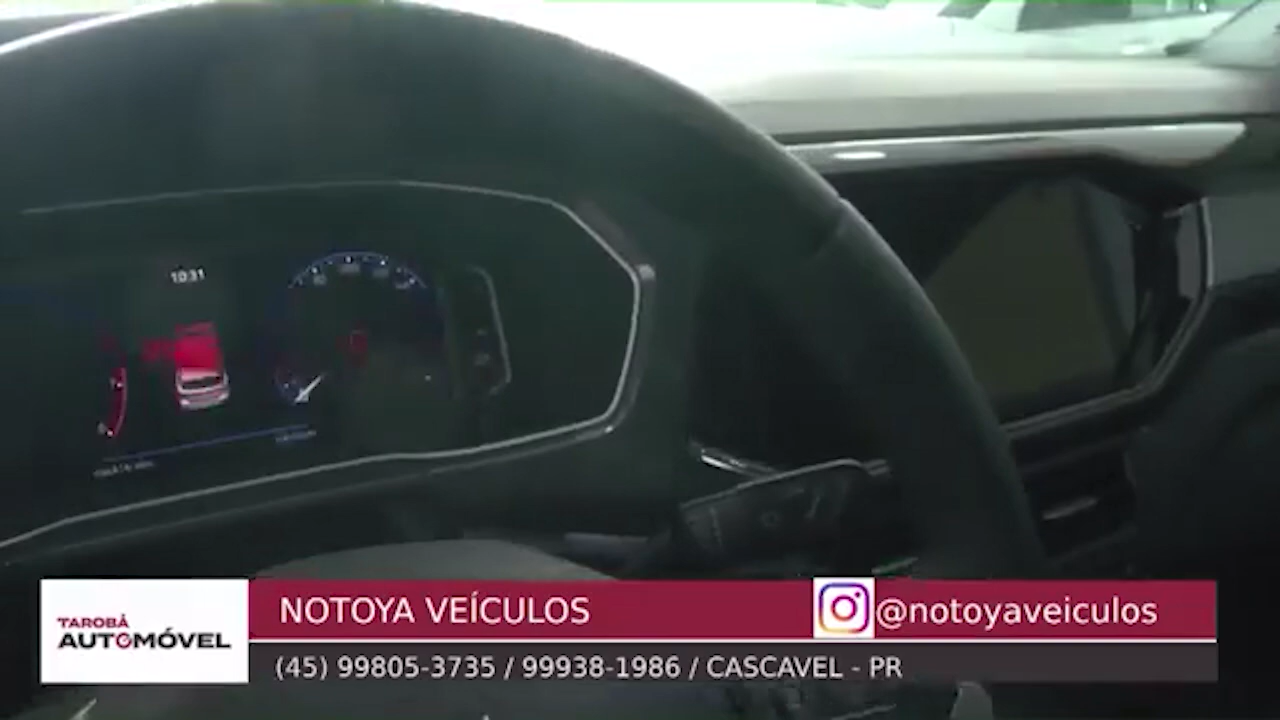 10:31
TAROBÁ
AUTOMÓVEL
NOTOYA VEÍCULOS
@notoyaveiculos
(45) 99805-3735 / 99938-1986 / CASCAVEL - PR